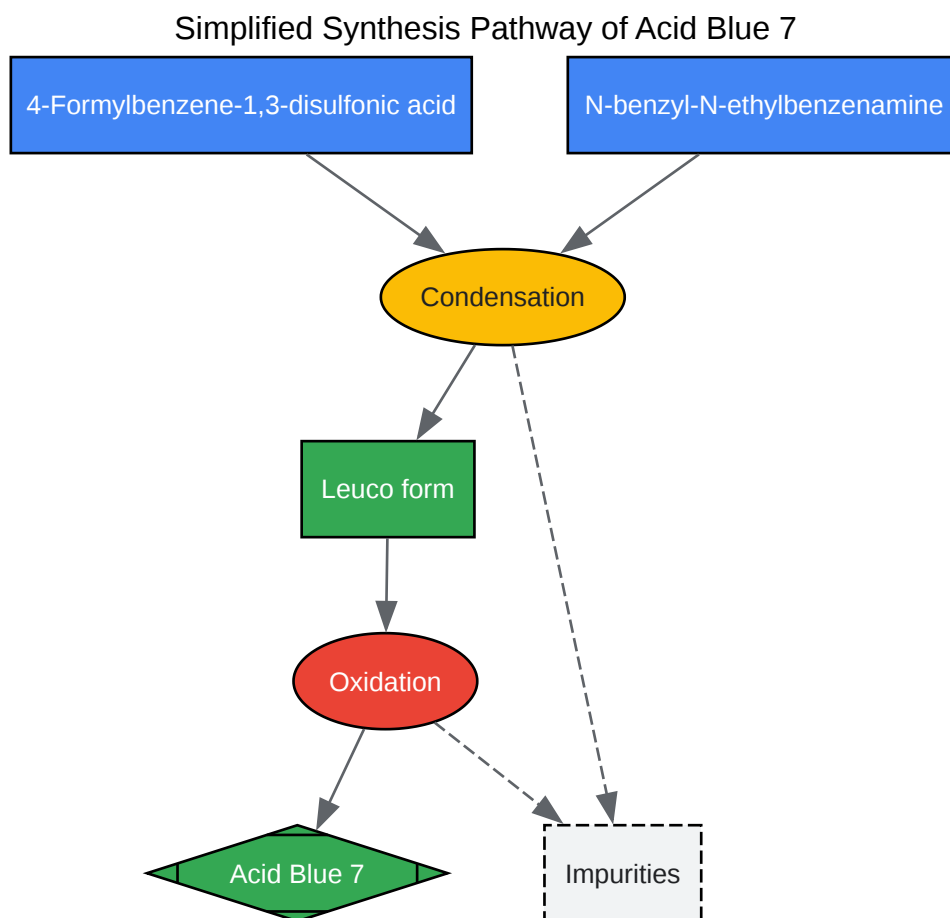 Simplified Synthesis Pathway of Acid Blue 7
4-Formylbenzene-1,3-disulfonic acid
N-benzyl-N-ethylbenzenamine
Condensation
Leuco form
Oxidation
Acid Blue 7
Impurities